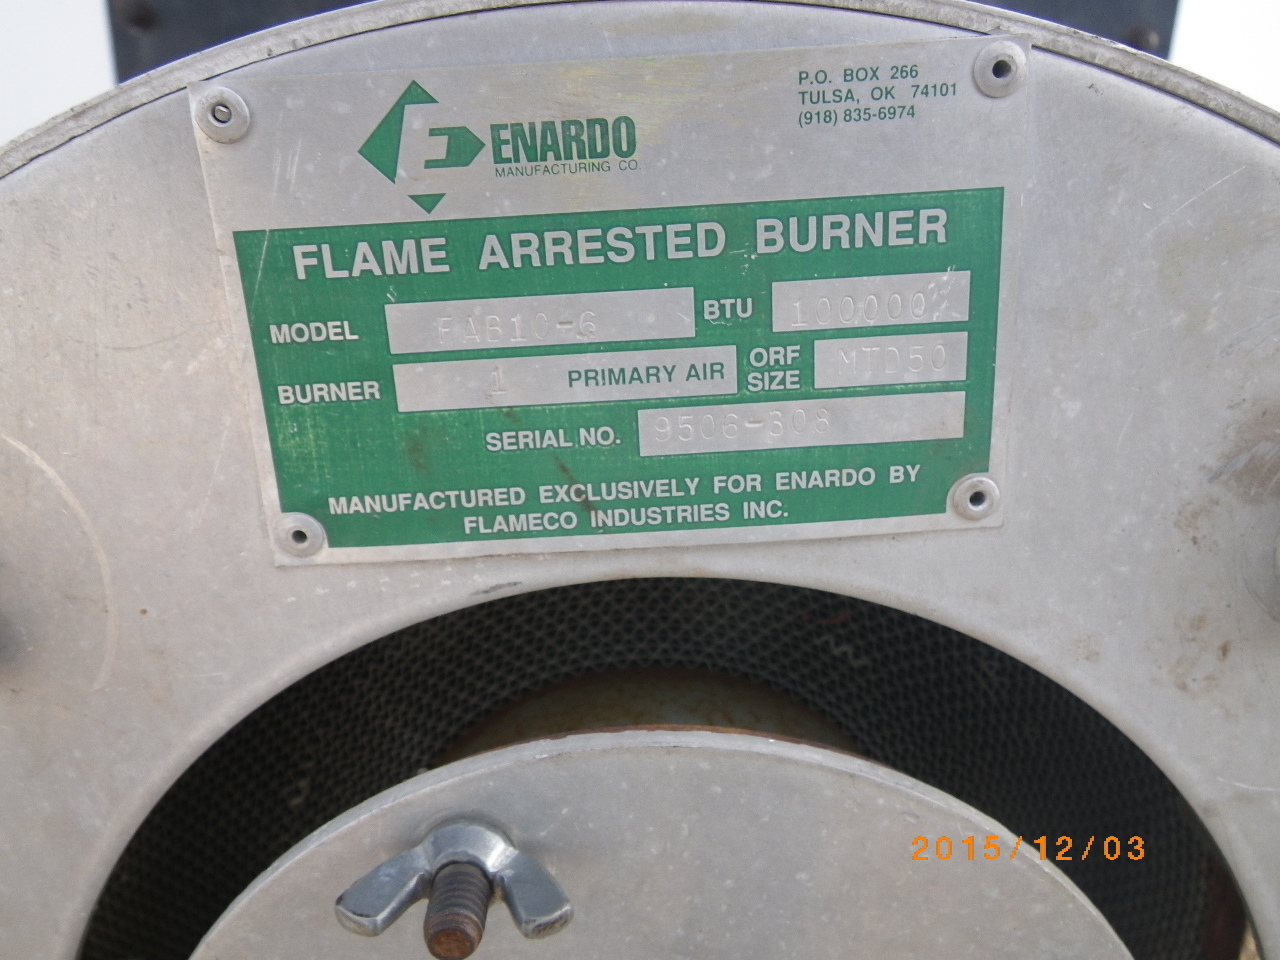 ENARDO
MANUFACTURING CO.
P.O. BOX 266
TULSA, OK 74101
(918) 835-6974
FLAME ARRESTED BURNER
MODEL FAB10-6 BTU 100000
BURNER 1 PRIMARY AIR ORF SIZE MTD50
SERIAL NO. 9506-308
MANUFACTURED EXCLUSIVELY FOR ENARDO BY
FLAMECO INDUSTRIES INC.
2015/12/03